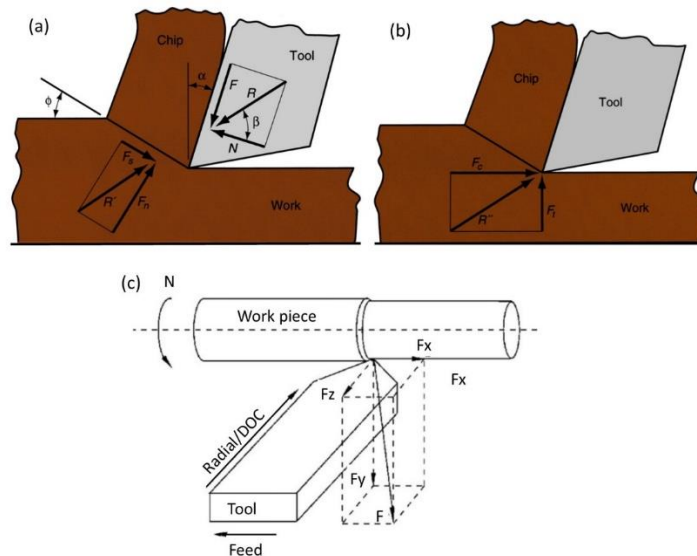 (a)
Chip
Tool
α
F
R
β
N
ϕ
Fs
R´
Fn
Work
(b)
Chip
Tool
Fc
R´´
Ft
Work
(c)
N
Work piece
Fx
Fx
Fz
Radial/DOC
Fy
F
Tool
Feed